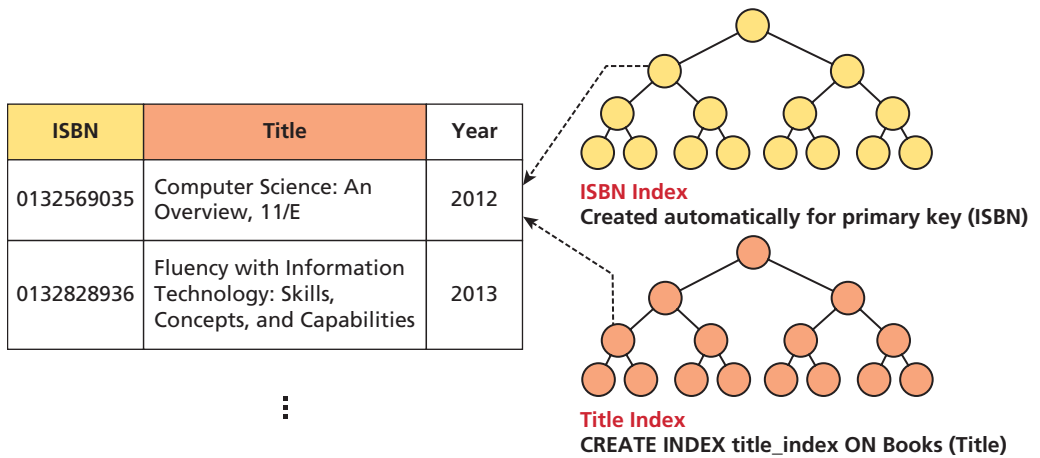 ISBN Title Year
0132569035
Computer Science: An
Overview, 11/E
2012
0132828936
Fluency with Information
Technology: Skills,
Concepts, and Capabilities
2013
ISBN Index
Created automatically for primary key (ISBN)
Title Index
CREATE INDEX title_index ON Books (Title)